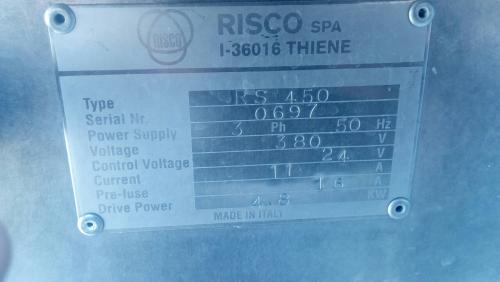 RISCO
RISCO SPA
I-36016 THIENE
Type RS 450
Serial Nr. 0697
Power Supply 3 Ph 50 Hz
Voltage 380 V
Control Voltage 24 V
Current 11 A
Pre-fuse 16 A
Drive Power 4.8 KW
MADE IN ITALY